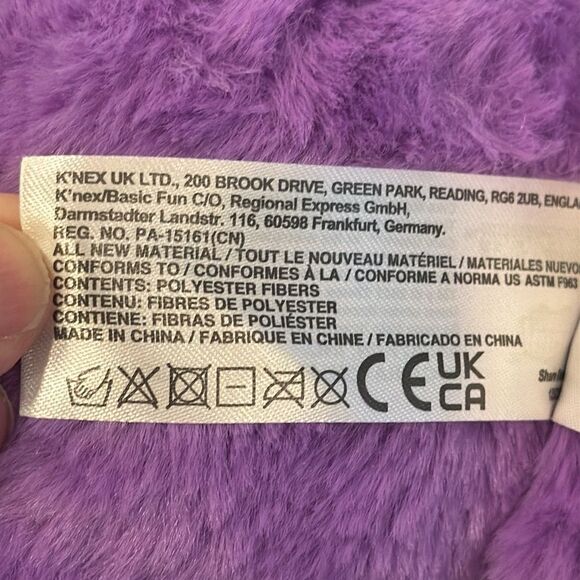 K'NEX UK LTD., 200 BROOK DRIVE, GREEN PARK, READING, RG6 2UB,
K'nex/Basic Fun C/O, Regional Express GmbH,
Darmstadter Landstr. 116, 60598 Frankfurt, Germany.
REG. NO. PA-15161(CN)
ALL NEW MATERIAL / TOUT LE NOUVEAU MATÉRIEL / MATERIALES NUEVOS
CONFORMS TO / CONFORMES À LA / CONFORME A NORMA US ASTM F963
CONTENTS: POLYESTER FIBERS
CONTENU: FIBRES DE POLYESTER
CONTIENE: FIBRAS DE POLIÉSTER
MADE IN CHINA / FABRIQUE EN CHINE / FABRICADO EN CHINA
CE UK
CA